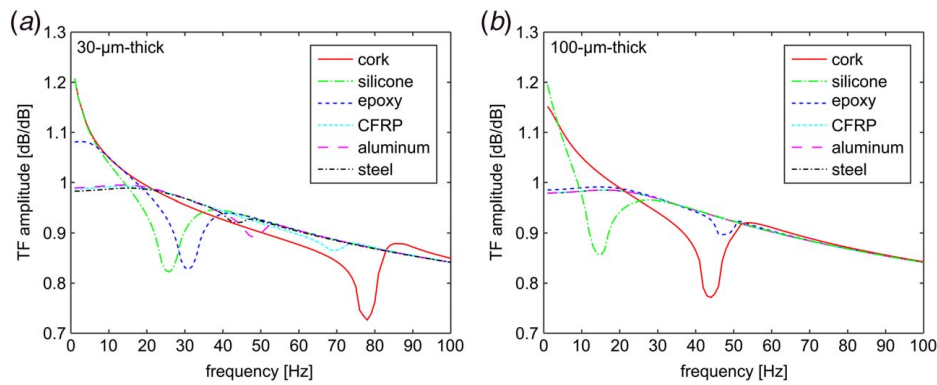 (a)
30-µm-thick
cork
silicone
epoxy
CFRP
aluminum
steel
TF amplitude [dB/dB]
1.3
1.2
1.1
1
0.9
0.8
0.7
0 10 20 30 40 50 60 70 80 90 100
frequency [Hz]
(b)
100-µm-thick
cork
silicone
epoxy
CFRP
aluminum
steel
TF amplitude [dB/dB]
1.3
1.2
1.1
1
0.9
0.8
0.7
0 10 20 30 40 50 60 70 80 90 100
frequency [Hz]